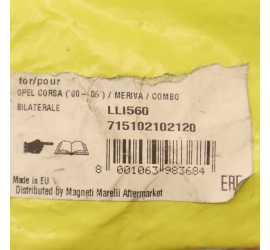 for/pour
OPEL CORSA ('00-'06) / MERIVA / COMBO
BILATERALE LLI560
715102102120
8 001063 983684
Made in EU
Distributed by Magneti Marelli Aftermarket
EAC